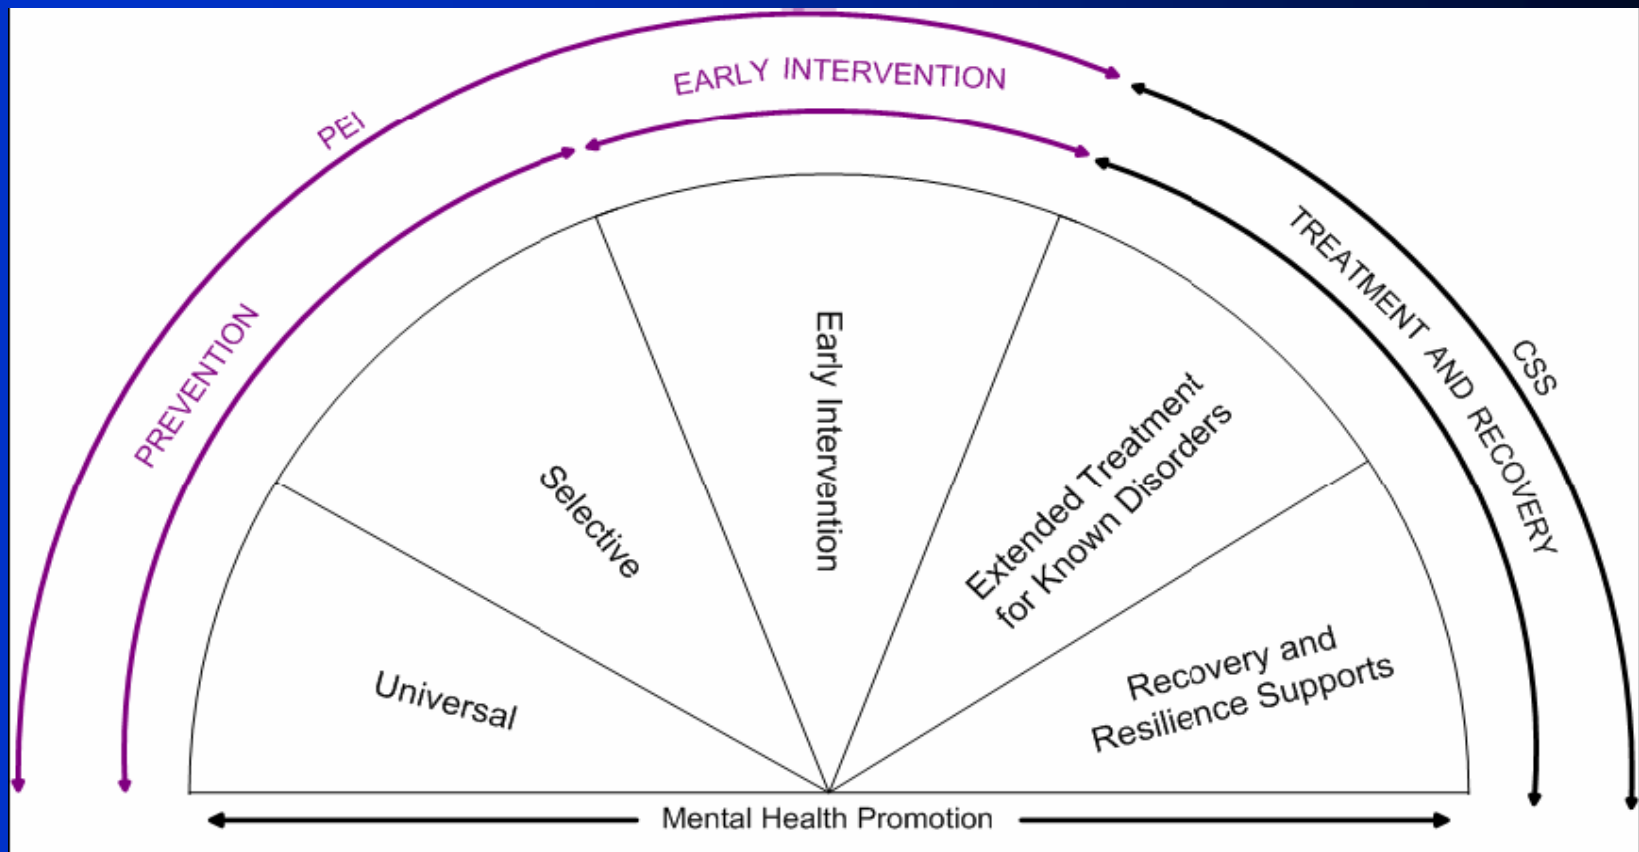 EARLY INTERVENTION
PEI
PREVENTION
TREATMENT AND RECOVERY
CSS
Universal
Selective
Early Intervention
Extended Treatment
for Known Disorders
Recovery and
Resilience Supports
Mental Health Promotion